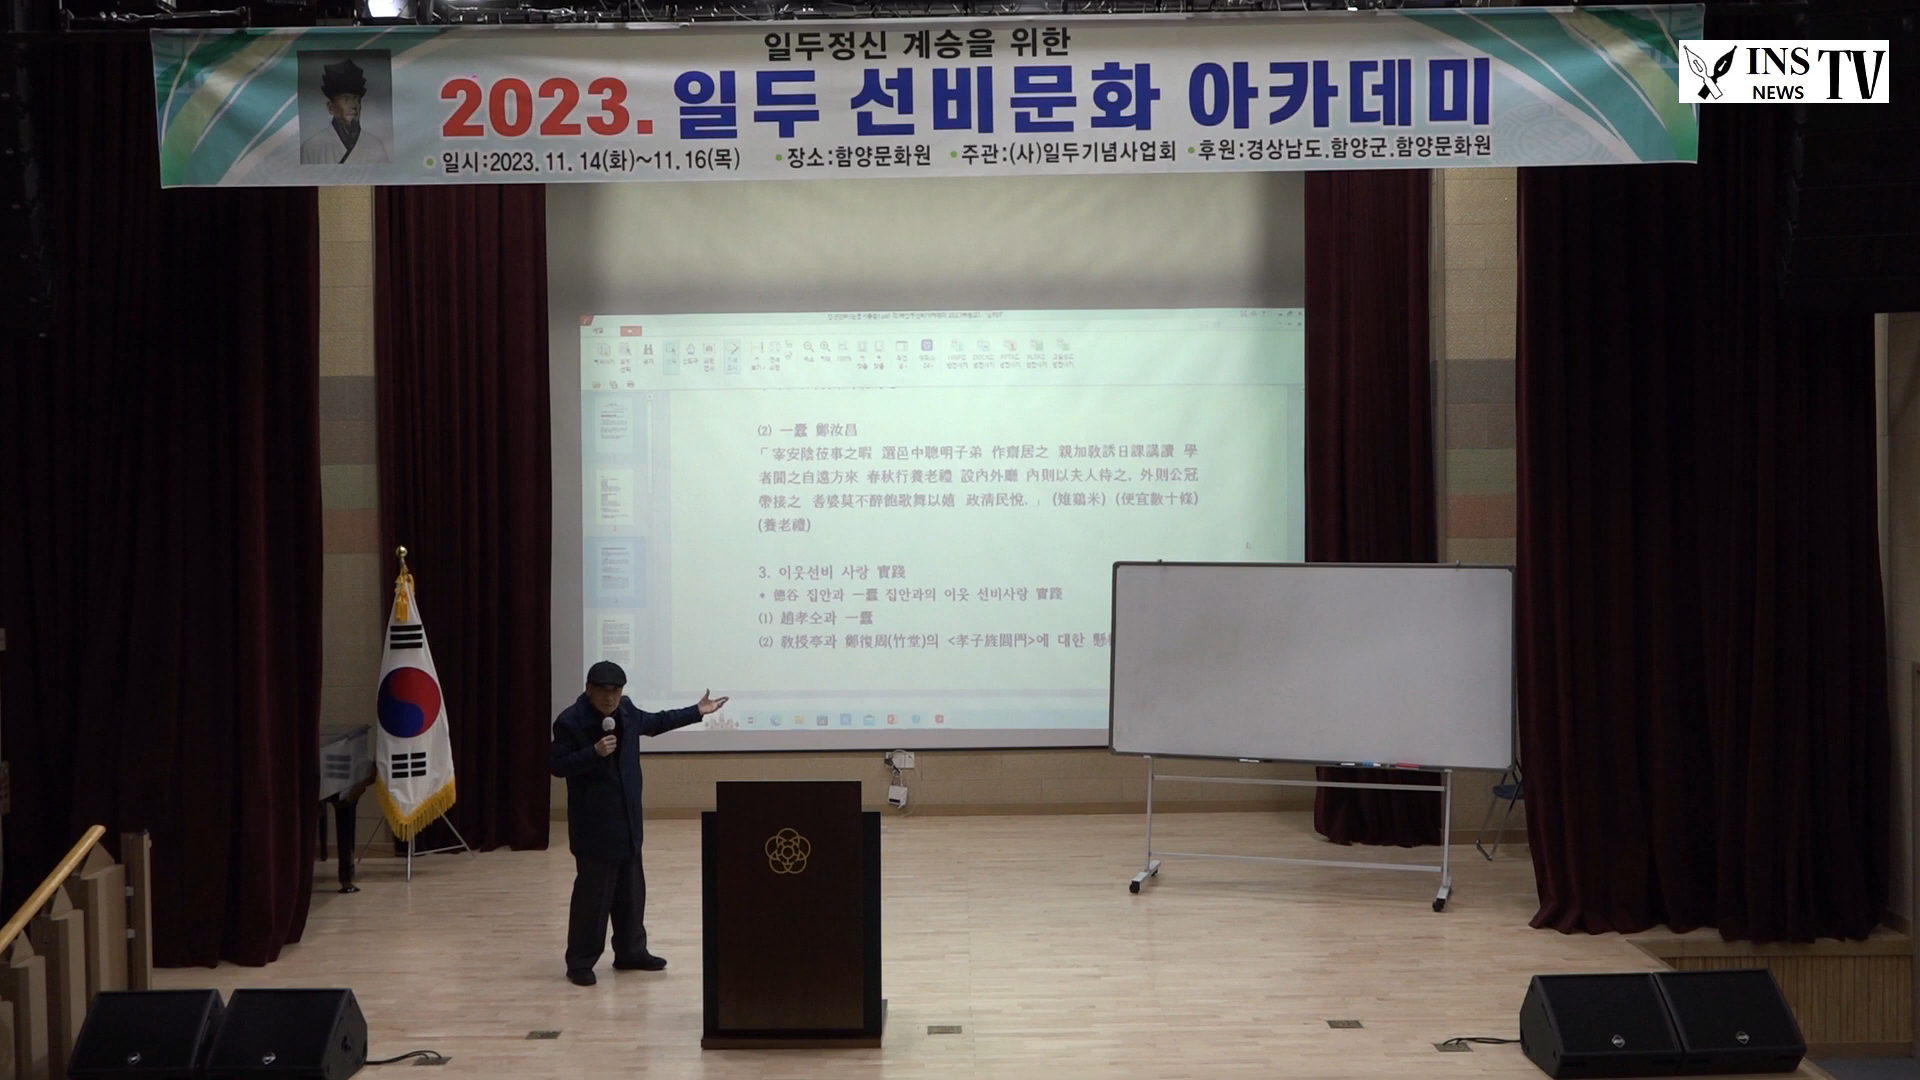 일두정신 계승을 위한
2023. 일두 선비문화 아카데미
• 일시:2023. 11. 14(화)~11.16(목) • 장소:함양문화원 • 주관:(사)일두기념사업회 • 후원:경상남도.함양군.함양문화원
INS
NEWS
TV
(2) 一蠹 鄭汝昌
「宰安陰莅事之暇 選邑中聰明子弟 作齋居之 親加敎誘日課講讀 學
者聞之自遠方來 春秋行養老禮 設內外廳 內則以夫人待之, 外則公冠
帶接之 耆婆莫不醉飽歌舞以嬉 政淸民悅.」(雉鷄米) (便宜數十條)
(養老禮)
3. 이웃선비 사랑 實踐
* 德谷 집안과 一蠹 집안과의 이웃 선비사랑 實踐
(1) 趙孝仝과 一蠹
(2) 敎授亭과 鄭復周(竹堂)의 <孝子旌閭門>에 대한